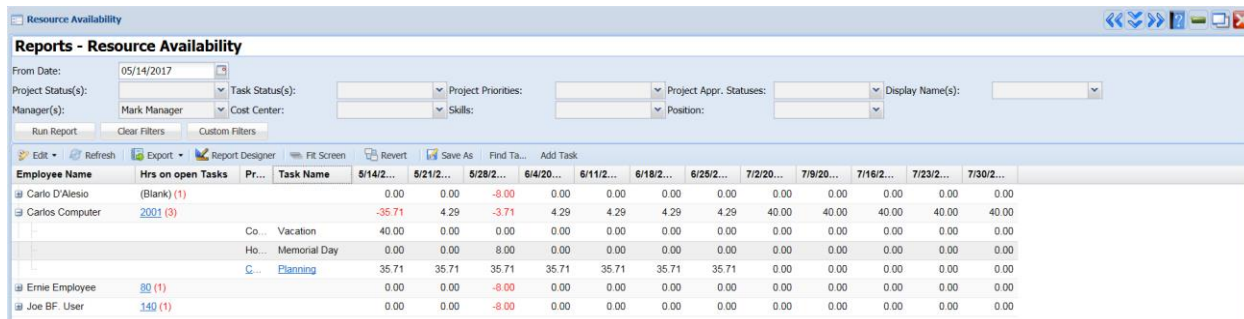 Resource Availability
Reports - Resource Availability
From Date: 05/14/2017
Project Status(s): Task Status(s): Project Priorities: Project Appr. Statuses: Display Name(s):
Manager(s): Mark Manager Cost Center: Skills: Position:
Run Report Clear Filters Custom Filters
Edit Refresh Export Report Designer Fit Screen Revert Save As Find Ta... Add Task
Employee Name Hrs on open Tasks Pr... Task Name 5/14/2... 5/21/2... 5/28/2... 6/4/20... 6/11/2... 6/18/2... 6/25/2... 7/2/20... 7/9/20... 7/16/2... 7/23/2... 7/30/2...
Carlo D'Alesio (Blank) (1) 0.00 0.00 -8.00 0.00 0.00 0.00 0.00 0.00 0.00 0.00 0.00 0.00
Carlos Computer 2001 (3) -35.71 4.29 -3.71 4.29 4.29 4.29 4.29 40.00 40.00 40.00 40.00 40.00
Co... Vacation 40.00 0.00 0.00 0.00 0.00 0.00 0.00 0.00 0.00 0.00 0.00 0.00
Ho... Memorial Day 0.00 0.00 8.00 0.00 0.00 0.00 0.00 0.00 0.00 0.00 0.00 0.00
C... Planning 35.71 35.71 35.71 35.71 35.71 35.71 35.71 0.00 0.00 0.00 0.00 0.00
Ernie Employee 80 (1) 0.00 0.00 -8.00 0.00 0.00 0.00 0.00 0.00 0.00 0.00 0.00 0.00
Joe BF. User 140 (1) 0.00 0.00 -8.00 0.00 0.00 0.00 0.00 0.00 0.00 0.00 0.00 0.00